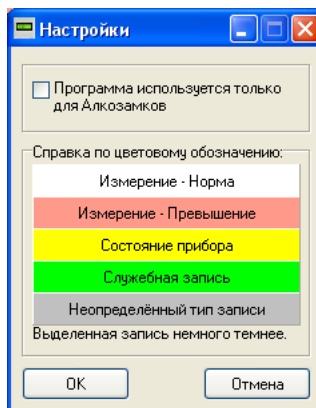 Настройки
Программа используется только
для Алкозамков
Справка по цветовому обозначению:
Измерение - Норма
Измерение - Превышение
Состояние прибора
Служебная запись
Неопределённый тип записи
Выделенная запись немного темнее.
OK
Отмена